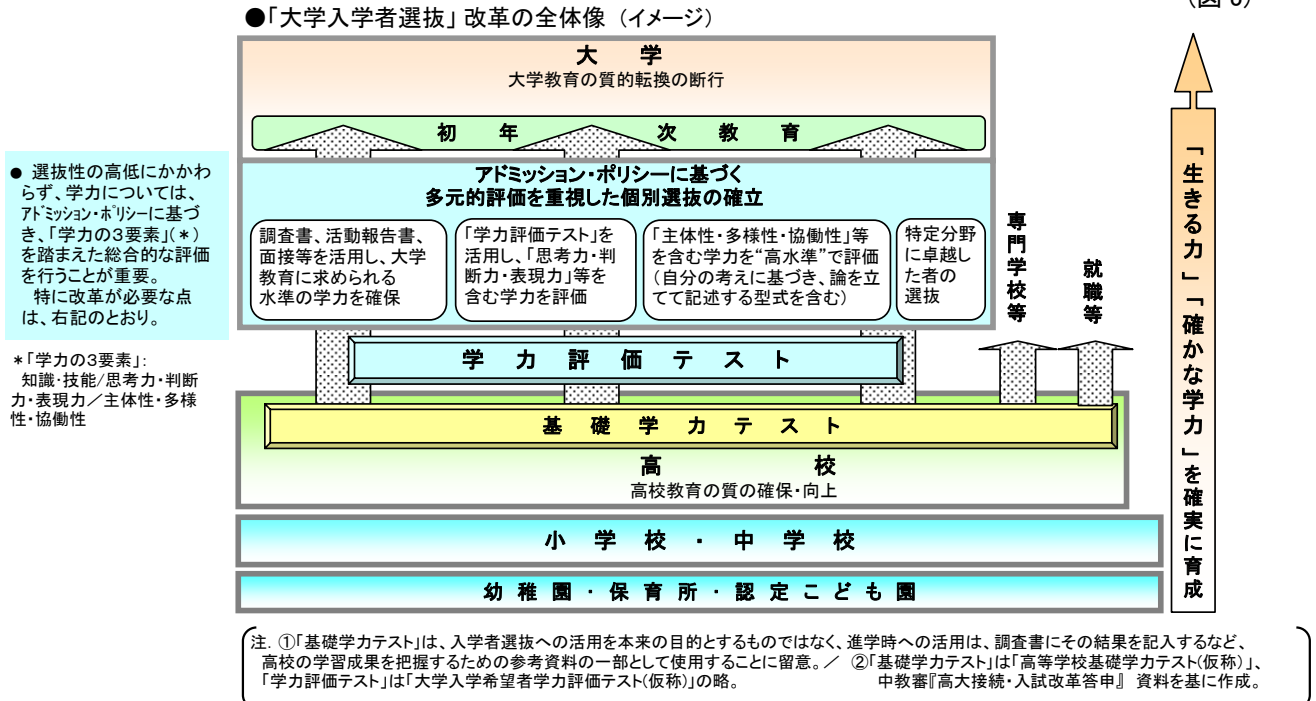 ●「大学入学者選抜」改革の全体像（イメージ）
大　学
大学教育の質的転換の断行
初年次教育
アドミッション・ポリシーに基づく
多元的評価を重視した個別選抜の確立
調査書、活動報告書、
面接等を活用し、大学
教育に求められる
水準の学力を確保
「学力評価テスト」を
活用し、「思考力・判
断力・表現力」等を
含む学力を評価
「主体性・多様性・協働性」等
を含む学力を“高水準”で評価
（自分の考えに基づき、論を立
てて記述する型式を含む）
特定分野
に卓越し
た者の
選抜
● 選抜性の高低にかかわ
らず、学力については、
アドミッション・ポリシーに基づ
き、「学力の3要素」(＊)
を踏まえた総合的な評価
を行うことが重要。
特に改革が必要な点
は、右記のとおり。
＊「学力の3要素」：
知識・技能/思考力・判断
力・表現力／主体性・多様
性・協働性
専門学校等
就職等
学力評価テスト
基礎学力テスト
高　校
高校教育の質の確保・向上
小学校・中学校
幼稚園・保育所・認定こども園
「生きる力」「確かな学力」を確実に育成
注. ①「基礎学力テスト」は、入学者選抜への活用を本来の目的とするものではなく、進学時への活用は、調査書にその結果を記入するなど、
高校の学習成果を把握するための参考資料の一部として使用することに留意。／ ②「基礎学力テスト」は「高等学校基礎学力テスト(仮称)」、
「学力評価テスト」は「大学入学希望者学力評価テスト(仮称)」の略。　中教審『高大接続・入試改革答申』 資料を基に作成。